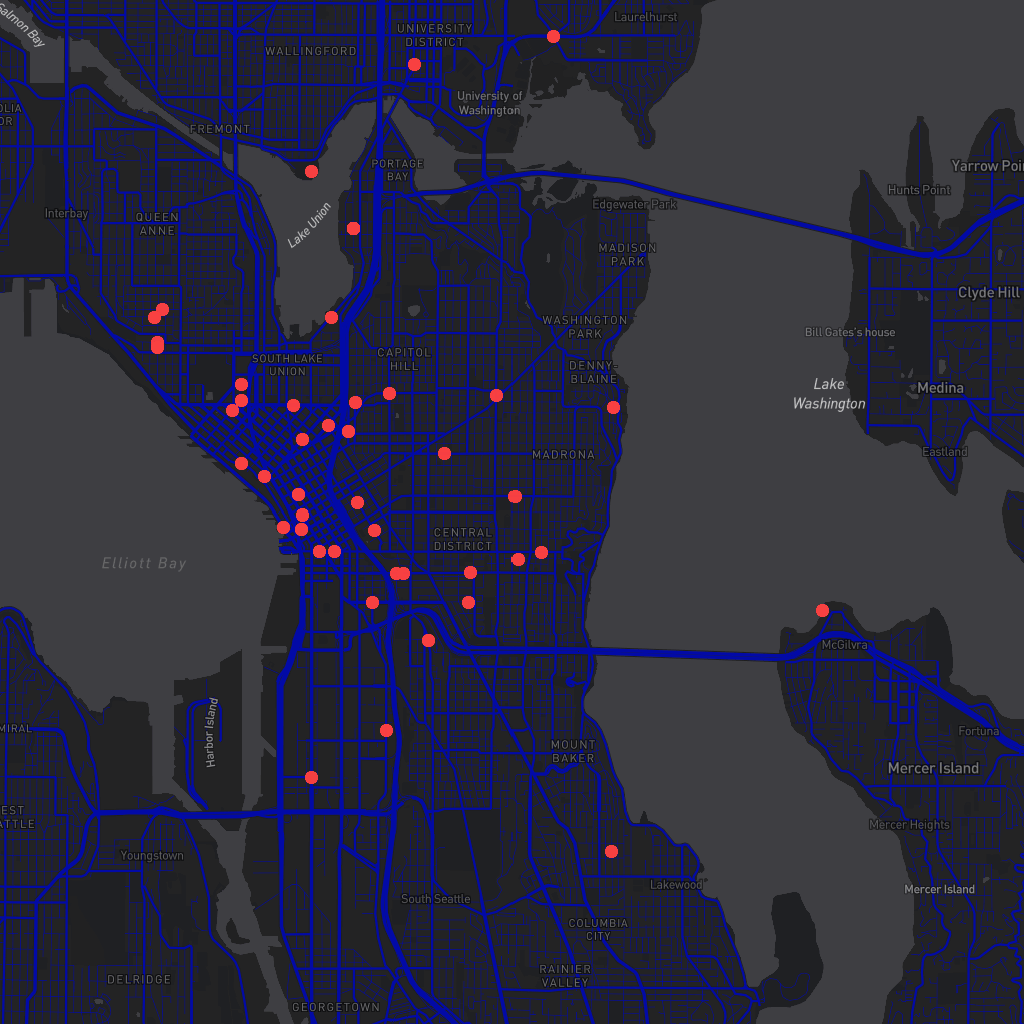 Salmon Bay
Laurelhurst
UNIVERSITY
DISTRICT
WALLINGFORD
University of
Washington
FREMONT
PORTAGE
BAY
Yarrow Poin
Hunts Point
Edgewater Park
Interbay
QUEEN
ANNE
Lake Union
MADISON
PARK
Clyde Hill
WASHINGTON
PARK
Bill Gates's house
SOUTH LAKE
UNION
CAPITOL
HILL
DENNY-
BLAINE
Lake
Washington
Medina
MADRONA
Eastland
CENTRAL
DISTRICT
Elliott Bay
McGilvra
Harbor Island
MIRAL
Fortuna
MOUNT
BAKER
Mercer Island
EST
ATTLE
Mercer Heights
Youngstown
Lakewood
Mercer Island
South Seattle
COLUMBIA
CITY
DELRIDGE
RAINIER
VALLEY
GEORGETOWN